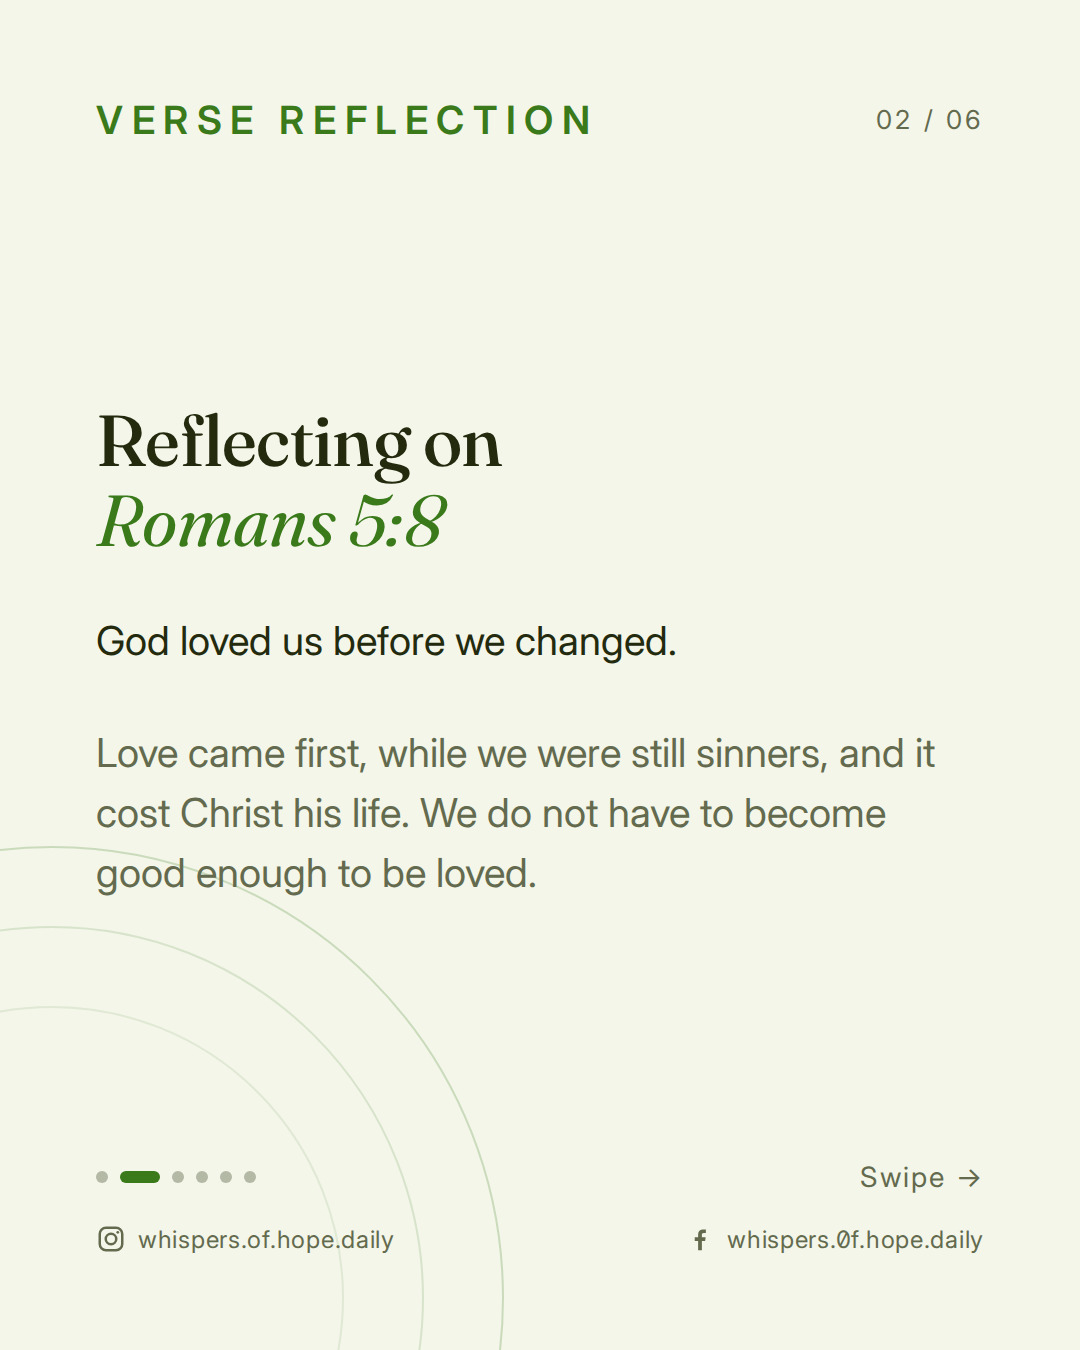 VERSE REFLECTION
02 / 06
Reflecting on
Romans 5:8
God loved us before we changed.
Love came first, while we were still sinners, and it
cost Christ his life. We do not have to become
good enough to be loved.
Swipe →
whispers.of.hope.daily
whispers.0f.hope.daily